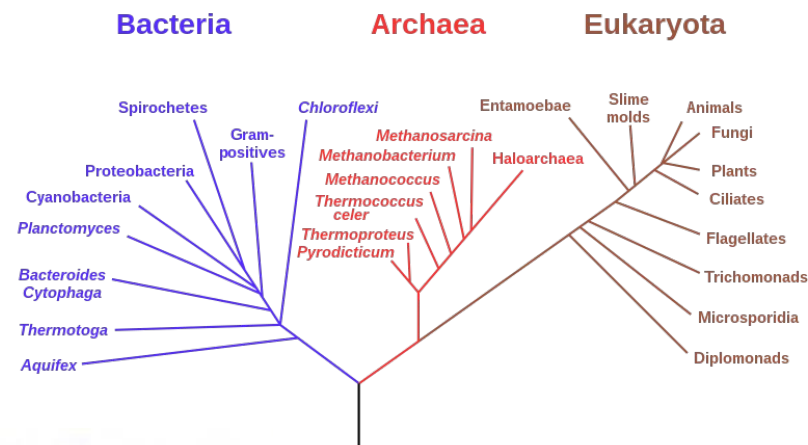 Bacteria
Archaea
Eukaryota
Spirochetes
Gram-
positives
Chloroflexi
Proteobacteria
Cyanobacteria
Planctomyces
Bacteroides
Cytophaga
Thermotoga
Aquifex
Methanosarcina
Methanobacterium
Haloarchaea
Methanococcus
Thermococcus
celer
Thermoproteus
Pyrodicticum
Entamoebae
Slime
molds
Animals
Fungi
Plants
Ciliates
Flagellates
Trichomonads
Microsporidia
Diplomonads